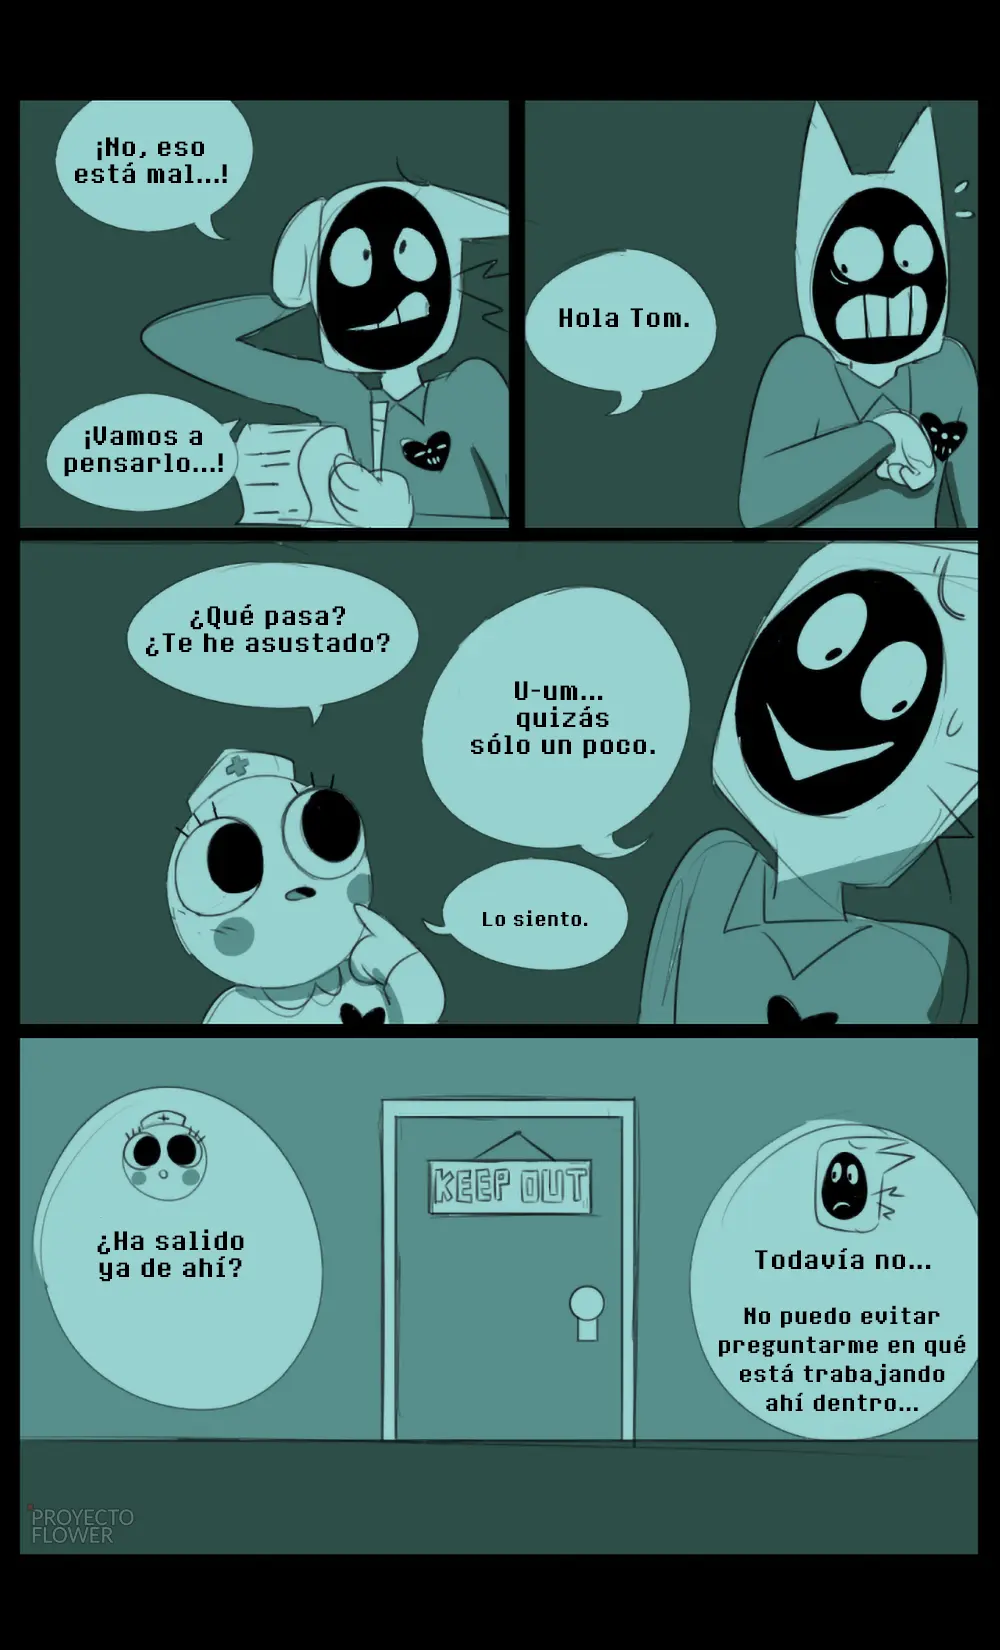 ¡No, eso
está mal...!
¡Vamos a
pensarlo...!
Hola Tom.
¿Qué pasa?
¿Te he asustado?
U-um...
quizás
sólo un poco.
Lo siento.
KEEP OUT
¿Ha salido
ya de ahí?
Todavía no...
No puedo evitar
preguntarme en qué
está trabajando
ahí dentro...
PROYECTO
FLOWER